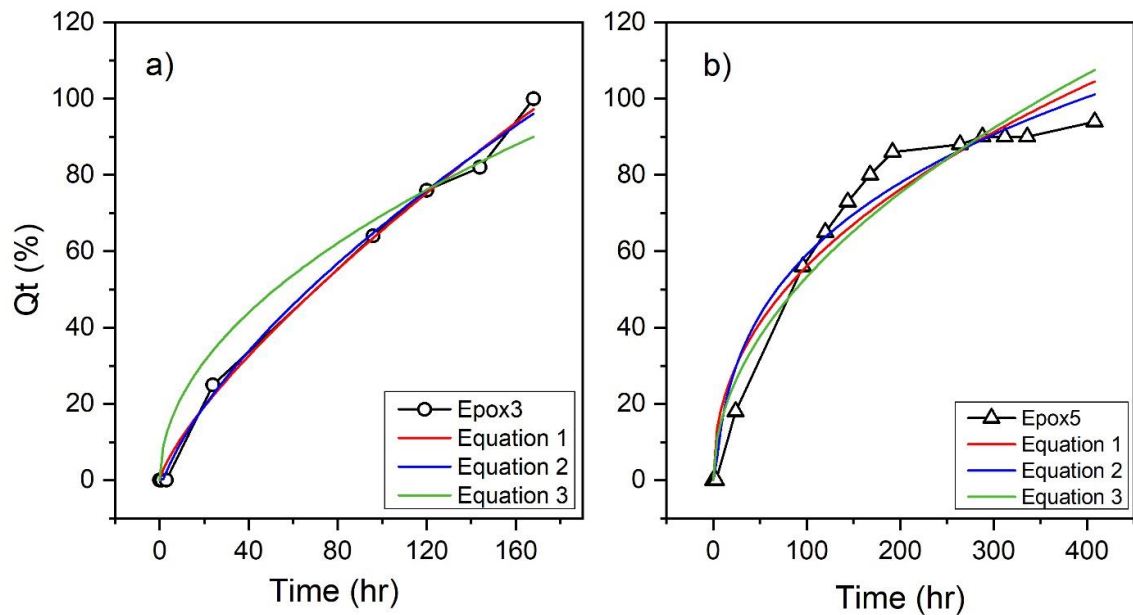 a)
Qt (%)
120
100
80
60
40
20
0
Epox3
Equation 1
Equation 2
Equation 3
0 40 80 120 160
Time (hr)
b)
120
100
80
60
40
20
0
Epox5
Equation 1
Equation 2
Equation 3
0 100 200 300 400
Time (hr)